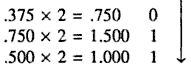 .375 × 2 = .750 0
.750 × 2 = 1.500 1
.500 × 2 = 1.000 1